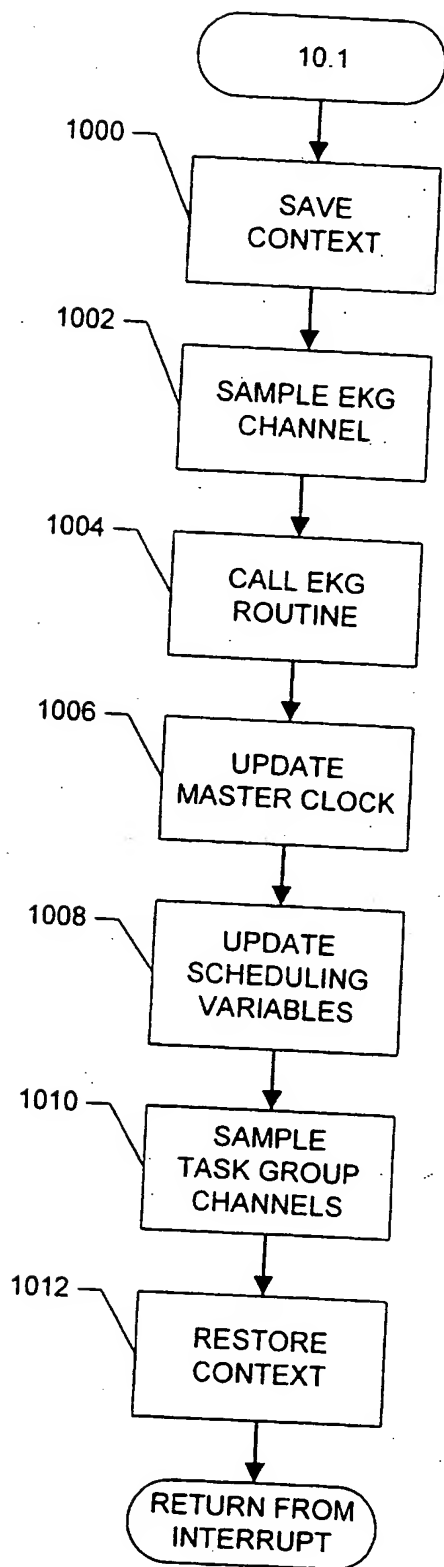 10.1
1000
SAVE
CONTEXT
1002
SAMPLE EKG
CHANNEL
1004
CALL EKG
ROUTINE
1006
UPDATE
MASTER CLOCK
1008
UPDATE
SCHEDULING
VARIABLES
1010
SAMPLE
TASK GROUP
CHANNELS
1012
RESTORE
CONTEXT
RETURN FROM
INTERRUPT